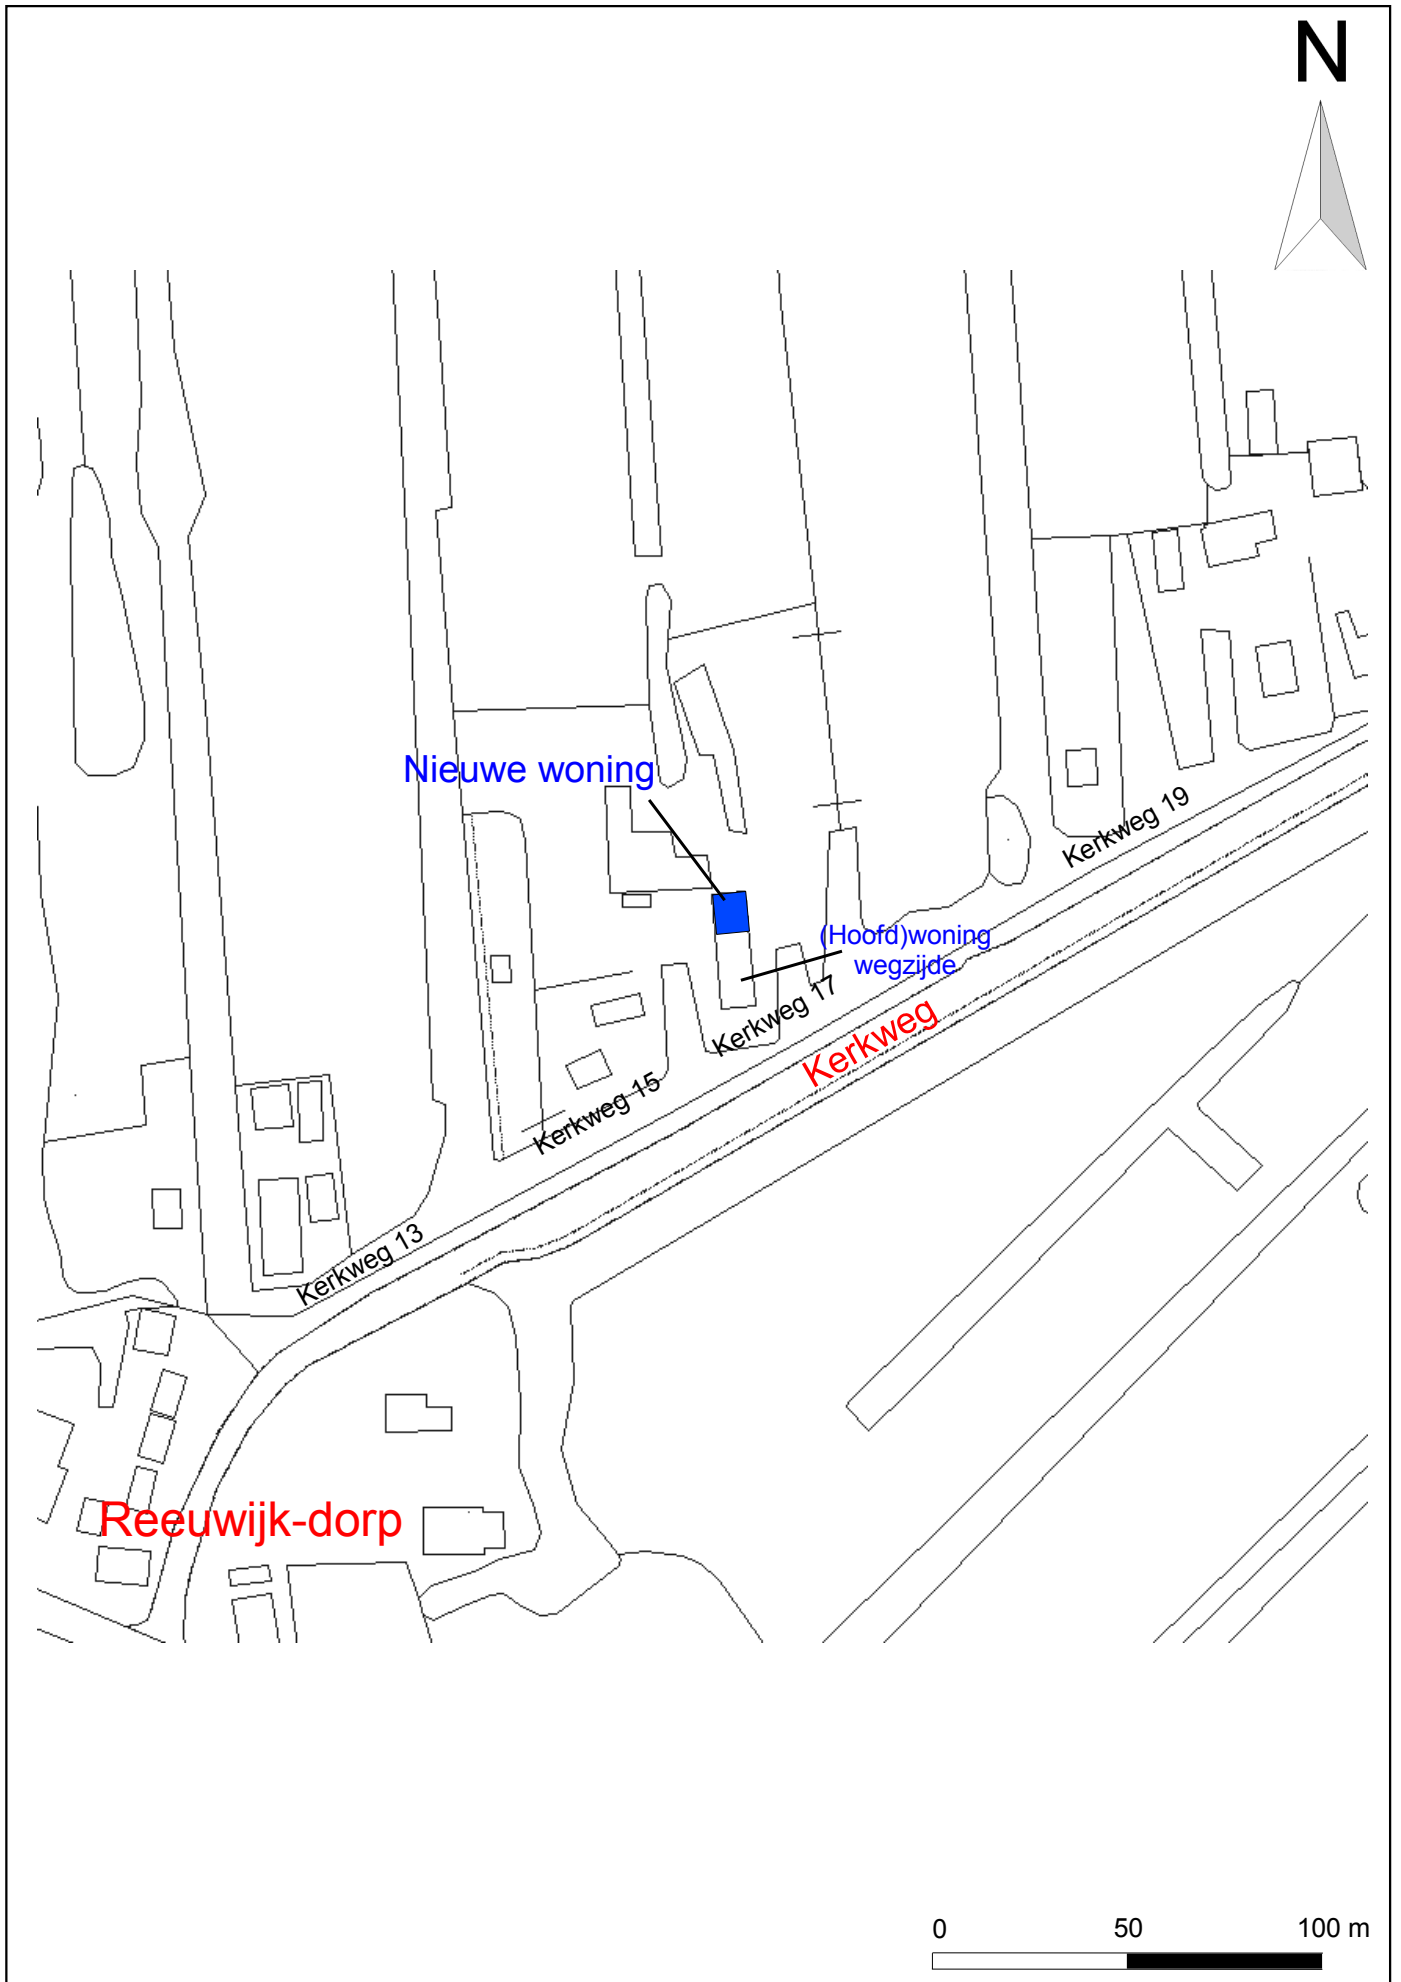 N
Nieuwe woning
Kerkweg 19
(Hoofd)woning
wegzijde
Kerkweg 17
Kerkweg
Kerkweg 15
Kerkweg 13
Reeuwijk-dorp
0 50 100 m